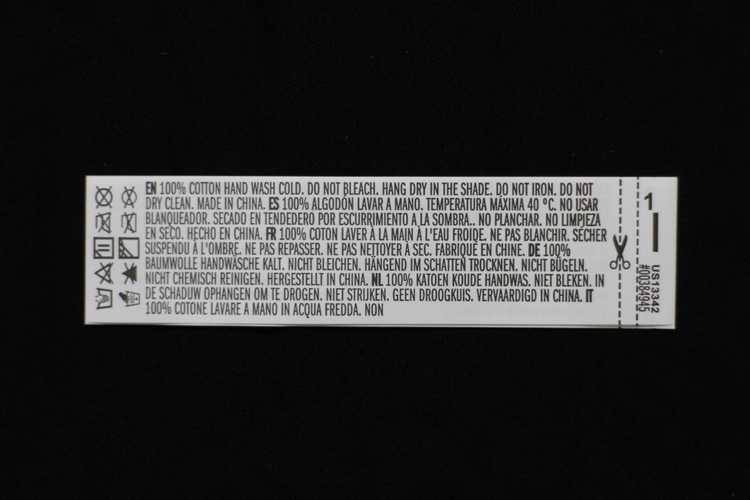 EN 100% COTTON HAND WASH COLD. DO NOT BLEACH. HANG DRY IN THE SHADE. DO NOT IRON. DO NOT
DRY CLEAN. MADE IN CHINA. ES 100% ALGODÓN LAVAR A MANO. TEMPERATURA MÁXIMA 40 ºC. NO USAR
BLANQUEADOR. SECADO EN TENDEDERO POR ESCURRIMIENTO A LA SOMBRA.. NO PLANCHAR. NO LIMPIEZA
EN SECO. HECHO EN CHINA. FR 100% COTON LAVER À LA MAIN À L'EAU FROIDE. NE PAS BLANCHIR. SÉCHER
SUSPENDU À L'OMBRE. NE PAS REPASSER. NE PAS NETTOYER À SEC. FABRIQUÉ EN CHINE. DE 100%
BAUMWOLLE HANDWÄSCHE KALT. NICHT BLEICHEN. HÄNGEND IM SCHATTEN TROCKNEN. NICHT BÜGELN.
NICHT CHEMISCH REINIGEN. HERGESTELLT IN CHINA. NL 100% KATOEN KOUDE HANDWAS. NIET BLEKEN. IN
DE SCHADUW OPHANGEN OM TE DROGEN. NIET STRIJKEN. GEEN DROOGKUIS. VERVAARDIGD IN CHINA. IT
100% COTONE LAVARE A MANO IN ACQUA FREDDA. NON
1
US13342
#00384945